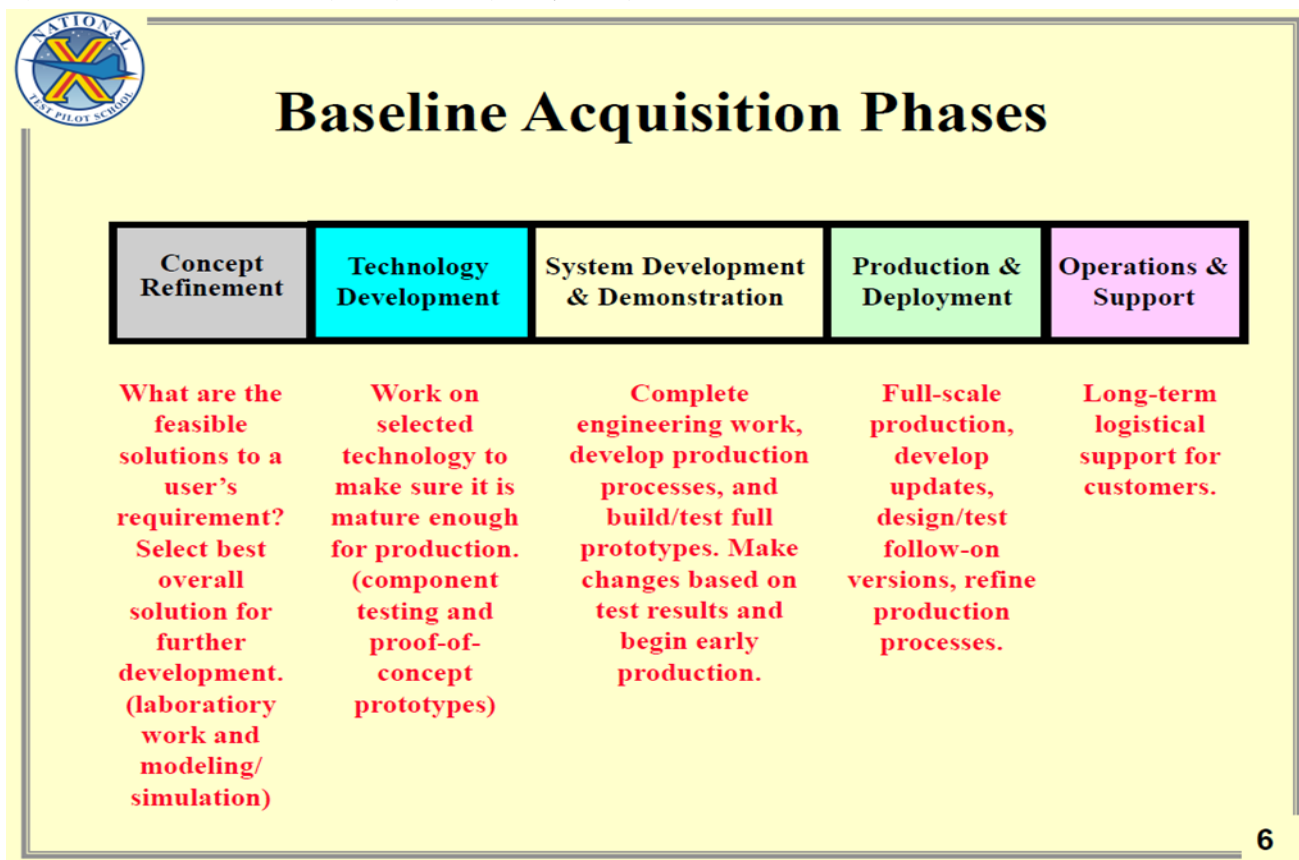 NATIONAL
TEST PILOT SCHOOL
X
Baseline Acquisition Phases
Concept
Refinement
Technology
Development
System Development
& Demonstration
Production &
Deployment
Operations &
Support
What are the
feasible
solutions to a
user's
requirement?
Select best
overall
solution for
further
development.
(laboratiory
work and
modeling/
simulation)
Work on
selected
technology to
make sure it is
mature enough
for production.
(component
testing and
proof-of-
concept
prototypes)
Complete
engineering work,
develop production
processes, and
build/test full
prototypes. Make
changes based on
test results and
begin early
production.
Full-scale
production,
develop
updates,
design/test
follow-on
versions, refine
production
processes.
Long-term
logistical
support for
customers.
6